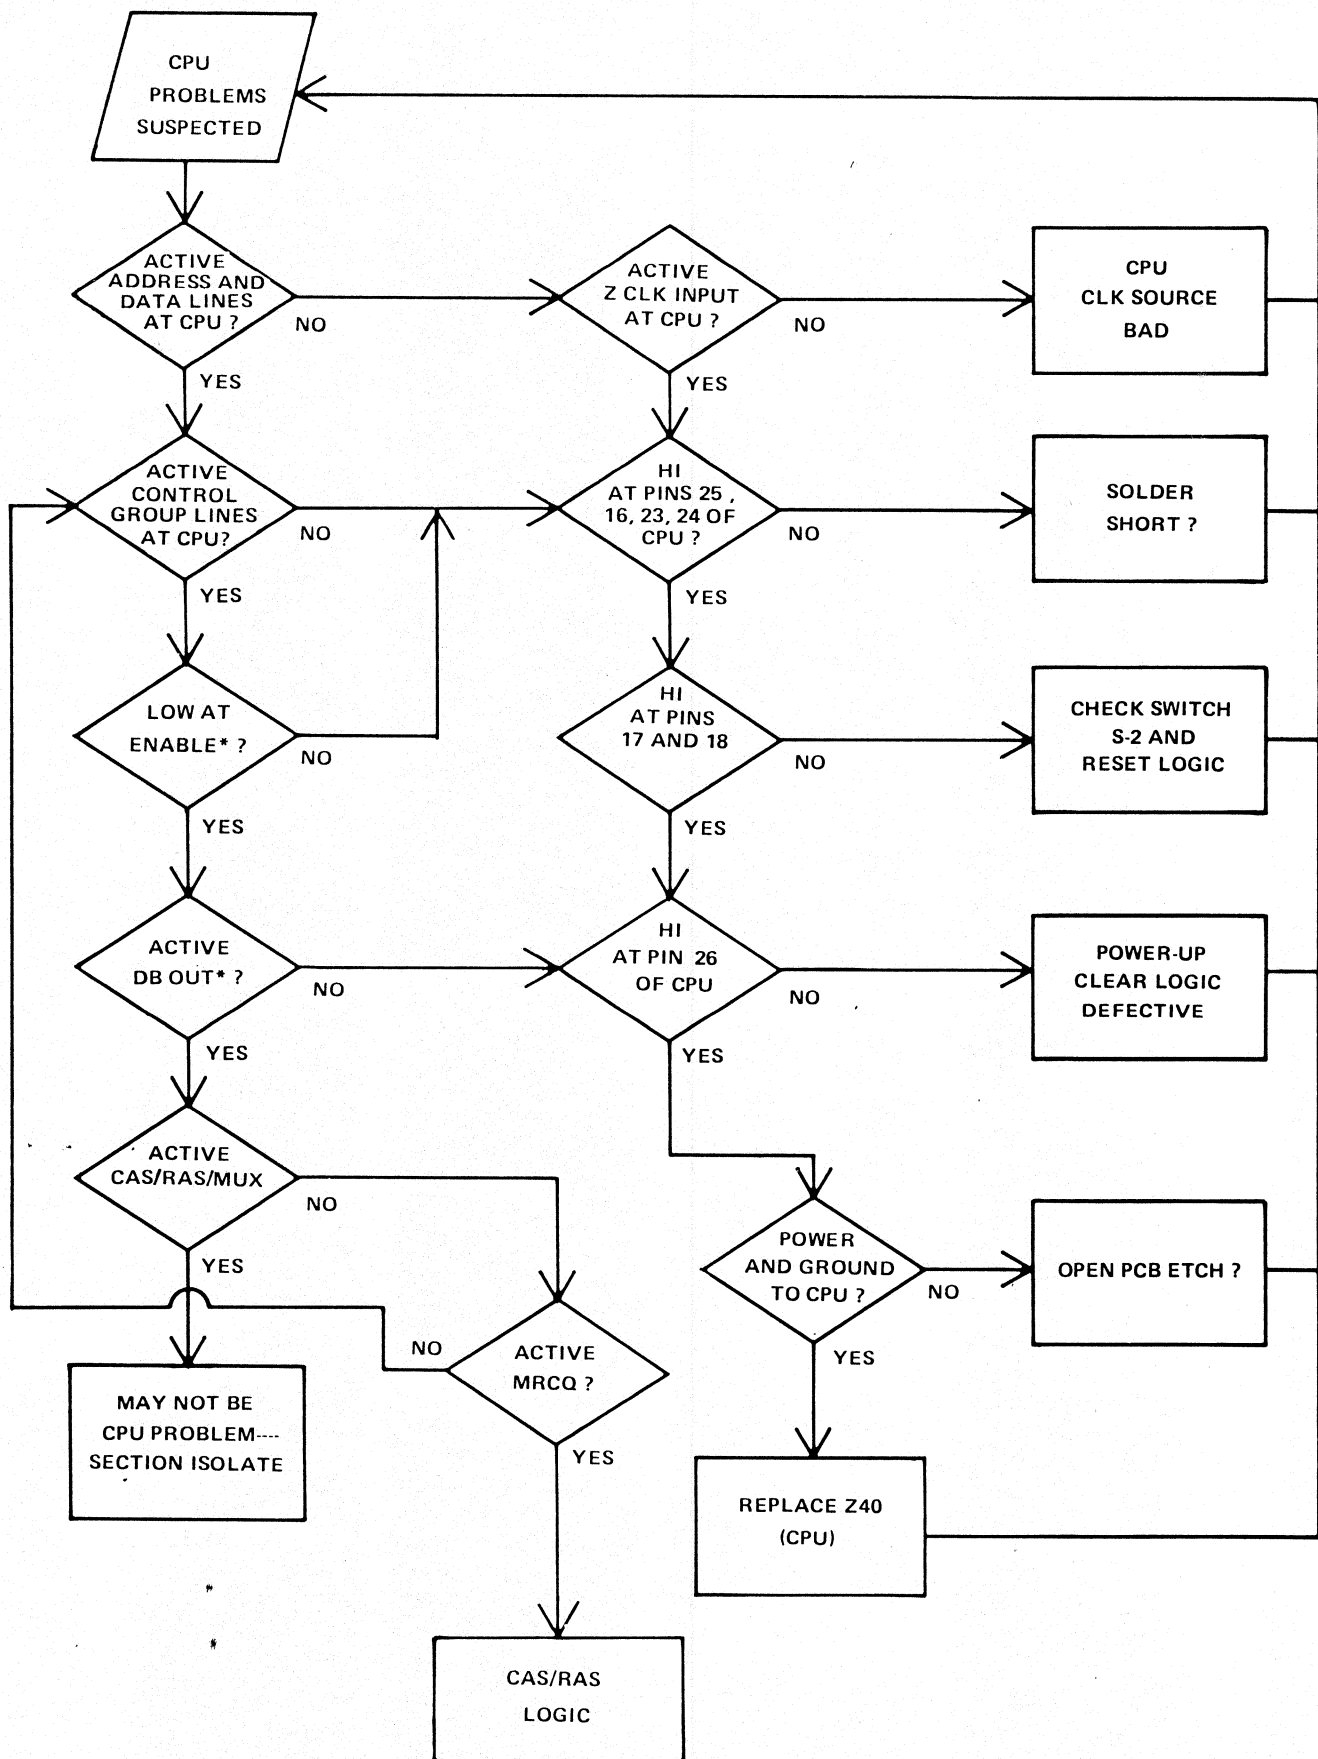 CPU
PROBLEMS
SUSPECTED
ACTIVE
ADDRESS AND
DATA LINES
AT CPU ?
NO
YES
ACTIVE
Z CLK INPUT
AT CPU ?
NO
YES
CPU
CLK SOURCE
BAD
ACTIVE
CONTROL
GROUP LINES
AT CPU?
NO
YES
HI
AT PINS 25 ,
16, 23, 24 OF
CPU ?
NO
YES
SOLDER
SHORT ?
LOW AT
ENABLE* ?
NO
YES
HI
AT PINS
17 AND 18
NO
YES
CHECK SWITCH
S-2 AND
RESET LOGIC
ACTIVE
DB OUT* ?
NO
YES
HI
AT PIN 26
OF CPU
NO
YES
POWER-UP
CLEAR LOGIC
DEFECTIVE
ACTIVE
CAS/RAS/MUX
NO
YES
POWER
AND GROUND
TO CPU ?
NO
YES
OPEN PCB ETCH ?
NO
ACTIVE
MRCQ ?
YES
MAY NOT BE
CPU PROBLEM----
SECTION ISOLATE
REPLACE Z40
(CPU)
CAS/RAS
LOGIC